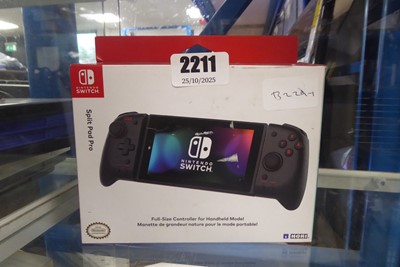 2211
25/10/2025
NINTENDO
SWITCH
Split Pad Pro
NINTENDO
SWITCH
Full-Size Controller for Handheld Mode!
Manette de grandeur nature pour le mode portable!
HORI